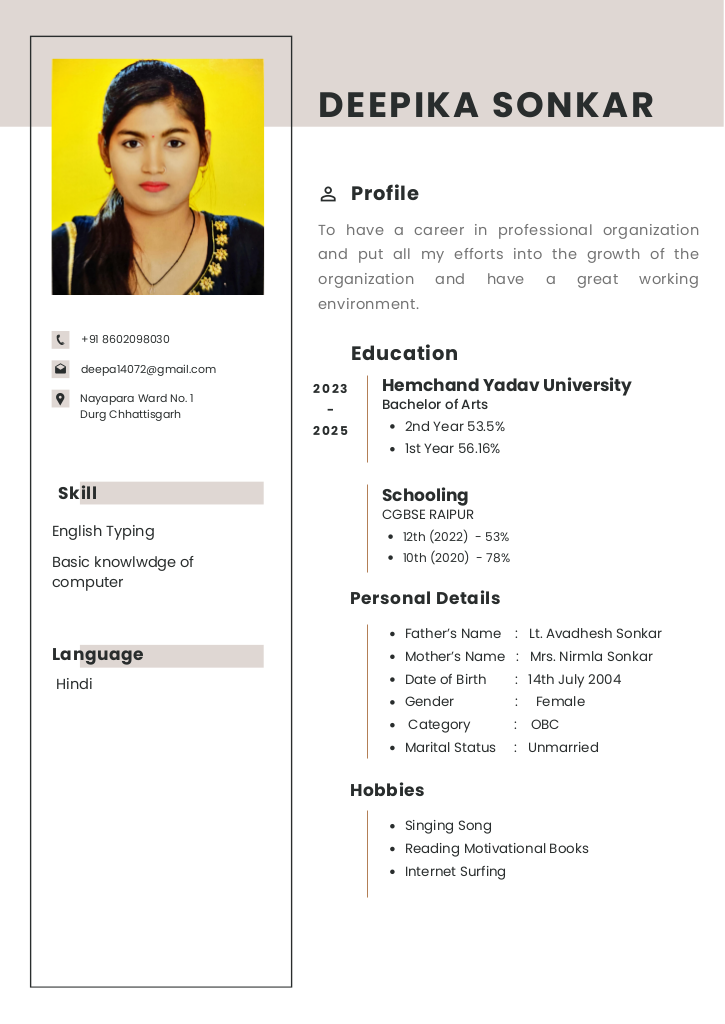 DEEPIKA SONKAR
+91 8602098030
deepa14072@gmail.com
Nayapara Ward No. 1
Durg Chhattisgarh
Skill
English Typing
Basic knowlwdge of
computer
Language
Hindi
Profile
To have a career in professional organization
and put all my efforts into the growth of the
organization and have a great working
environment.
Education
2023
-
2025
Hemchand Yadav University
Bachelor of Arts
• 2nd Year 53.5%
• 1st Year 56.16%
Schooling
CGBSE RAIPUR
• 12th (2022) - 53%
• 10th (2020) - 78%
Personal Details
• Father’s Name : Lt. Avadhesh Sonkar
• Mother’s Name : Mrs. Nirmla Sonkar
• Date of Birth : 14th July 2004
• Gender : Female
• Category : OBC
• Marital Status : Unmarried
Hobbies
• Singing Song
• Reading Motivational Books
• Internet Surfing